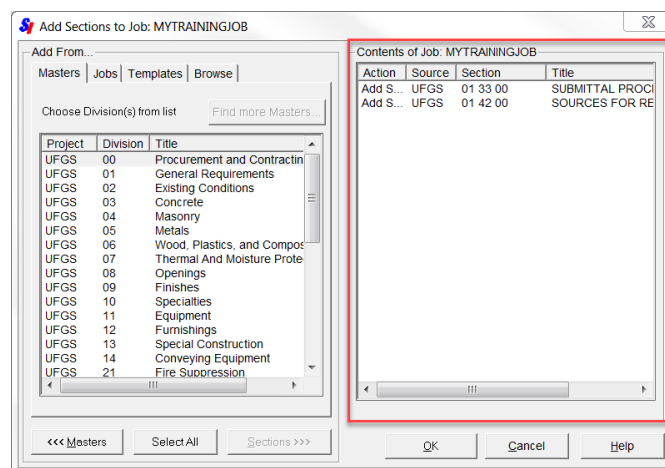 Add Sections to Job: MYTRAININGJOB
Add From...
Masters Jobs Templates Browse
Choose Division(s) from list Find more Masters...
Project Division Title
UFGS 00 Procurement and Contractin
UFGS 01 General Requirements
UFGS 02 Existing Conditions
UFGS 03 Concrete
UFGS 04 Masonry
UFGS 05 Metals
UFGS 06 Wood, Plastics, and Compos
UFGS 07 Thermal And Moisture Prote
UFGS 08 Openings
UFGS 09 Finishes
UFGS 10 Specialties
UFGS 11 Equipment
UFGS 12 Furnishings
UFGS 13 Special Construction
UFGS 14 Conveying Equipment
UFGS 21 Fire Suppression
<<< Masters Select All Sections >>>
Contents of Job: MYTRAININGJOB
Action Source Section Title
Add S... UFGS 01 33 00 SUBMITTAL PROCI
Add S... UFGS 01 42 00 SOURCES FOR RE
OK Cancel Help